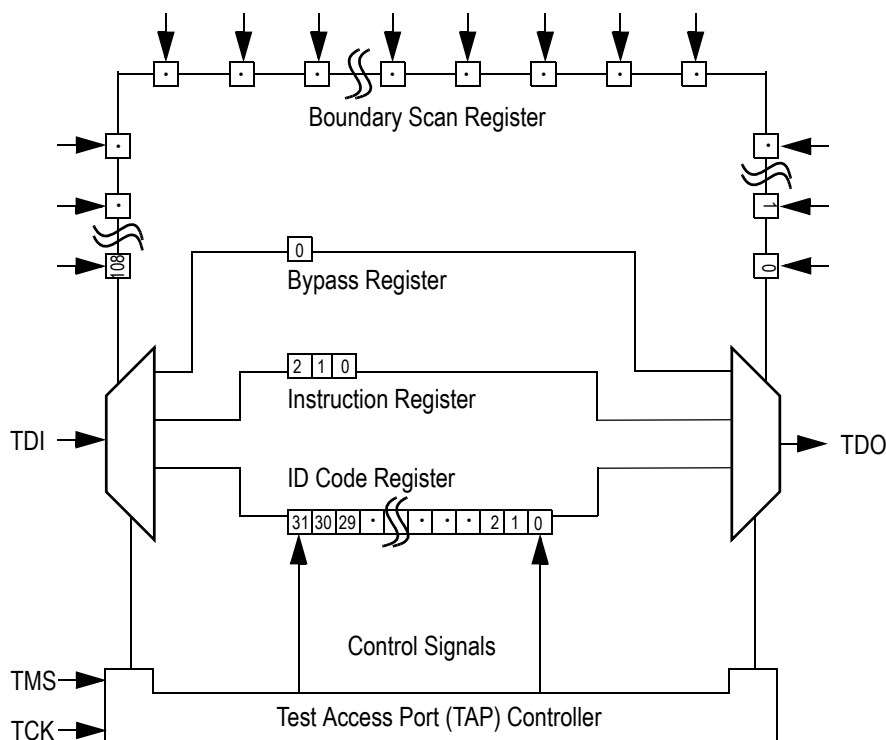 Boundary Scan Register
1
108
0
0
Bypass Register
2 1 0
Instruction Register
TDI
TDO
ID Code Register
31 30 29 · · · · 2 1 0
Control Signals
TMS
Test Access Port (TAP) Controller
TCK